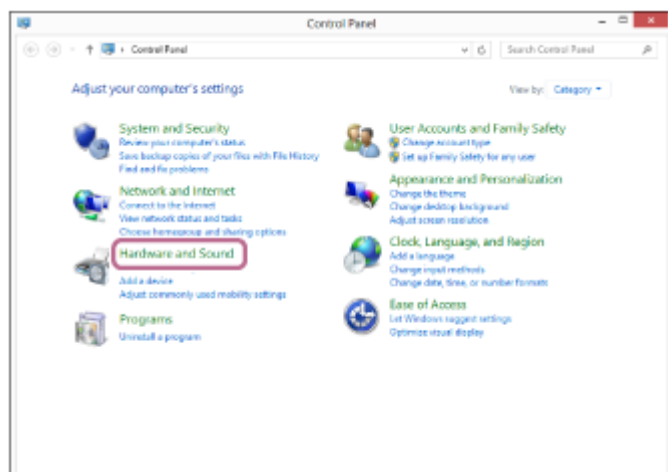 Control Panel
Control Panel
Search Control Panel
Adjust your computer's settings
View by: Category
System and Security
Review your computer's status
Save backup copies of your files with File History
Find and fix problems
Network and Internet
Connect to the Internet
View network status and tasks
Choose homegroup and sharing options
Hardware and Sound
Add a device
Adjust commonly used mobility settings
Programs
Uninstall a program
User Accounts and Family Safety
Change account type
Set up Family Safety for any user
Appearance and Personalization
Change the theme
Change desktop background
Adjust screen resolution
Clock, Language, and Region
Add a language
Change input methods
Change date, time, or number formats
Ease of Access
Let Windows suggest settings
Optimize visual display